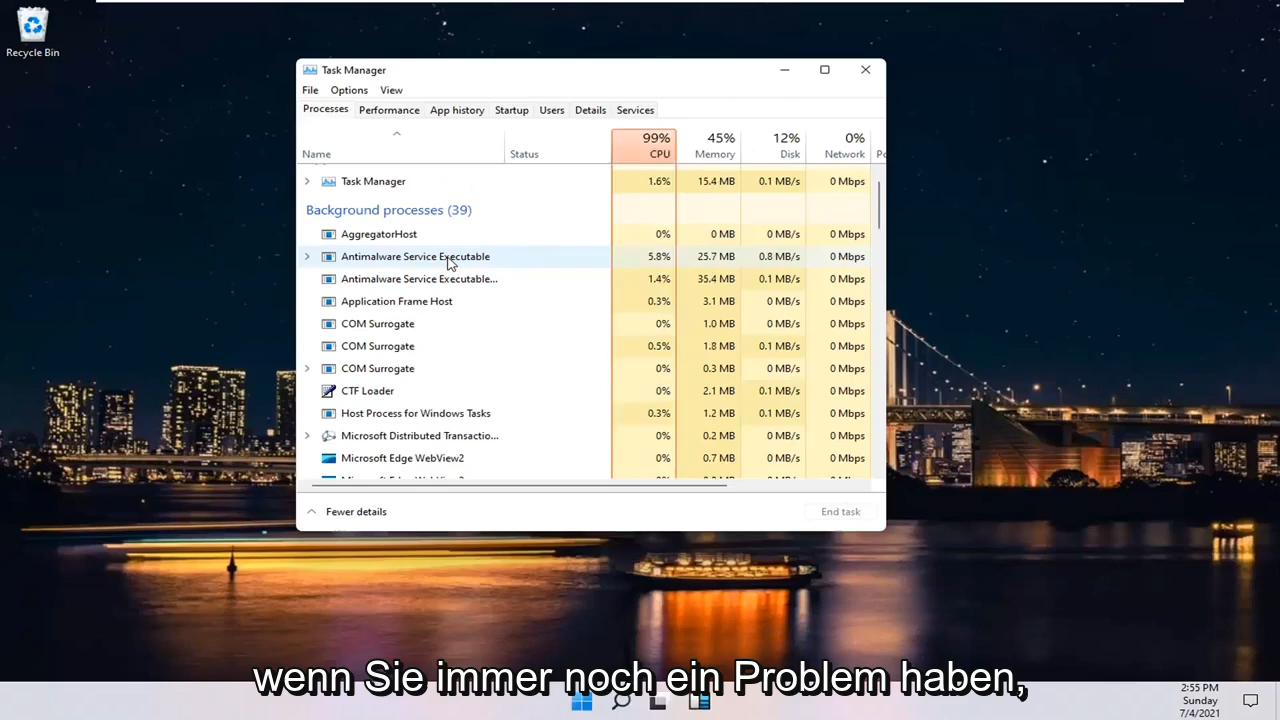 Recycle Bin
Task Manager
File Options View
Processes Performance App history Startup Users Details Services
99% 45% 12% 0%
Name Status CPU Memory Disk Network
Task Manager 1.6% 15.4 MB 0.1 MB/s 0 Mbps
Background processes (39)
AggregatorHost 0% 0 MB 0 MB/s 0 Mbps
Antimalware Service Executable 5.8% 25.7 MB 0.8 MB/s 0 Mbps
Antimalware Service Executable... 1.4% 35.4 MB 0.1 MB/s 0 Mbps
Application Frame Host 0.3% 3.1 MB 0 MB/s 0 Mbps
COM Surrogate 0% 1.0 MB 0 MB/s 0 Mbps
COM Surrogate 0.5% 1.8 MB 0.1 MB/s 0 Mbps
COM Surrogate 0% 0.3 MB 0 MB/s 0 Mbps
CTF Loader 0% 2.1 MB 0.1 MB/s 0 Mbps
Host Process for Windows Tasks 0.3% 1.2 MB 0.1 MB/s 0 Mbps
Microsoft Distributed Transactio... 0% 0.2 MB 0 MB/s 0 Mbps
Microsoft Edge WebView2 0% 0.7 MB 0 MB/s 0 Mbps
Fewer details End task
wenn Sie immer noch ein Problem haben,
2:55 PM
Sunday
7/4/2021